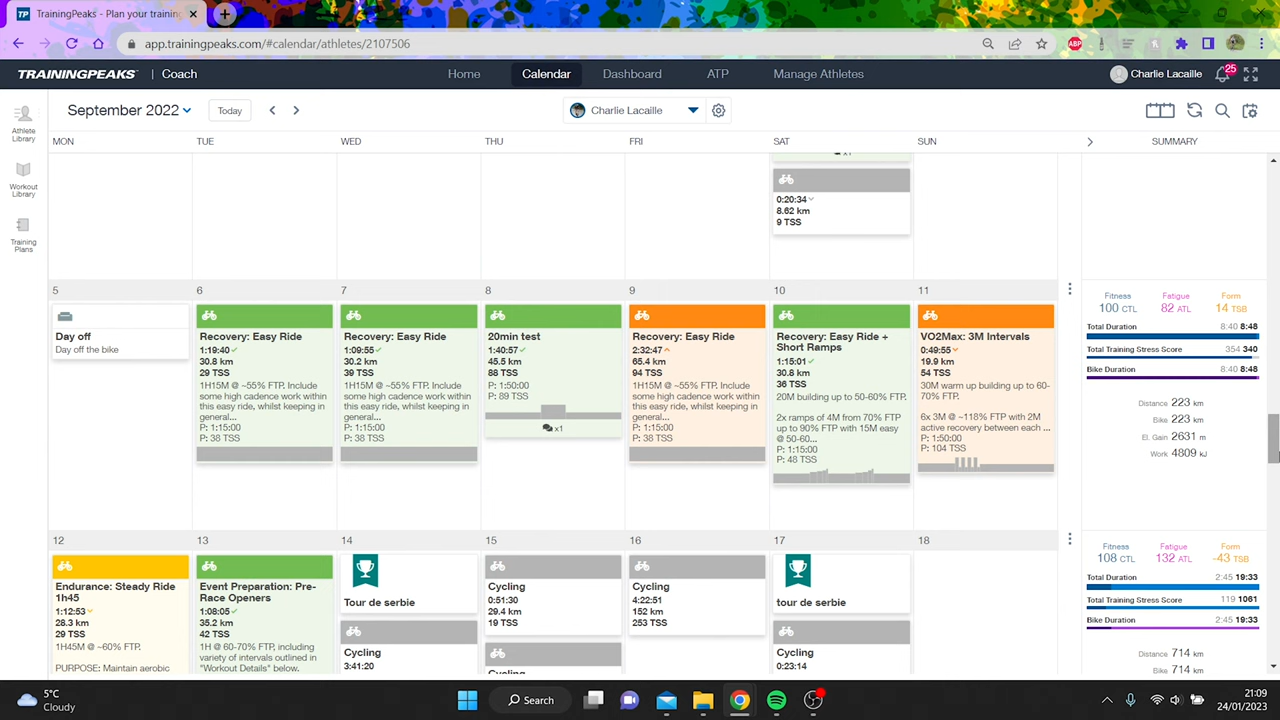 TrainingPeaks - Plan your training
app.trainingpeaks.com/#calendar/athletes/2107506
TRAININGPEAKS | Coach
Home
Calendar
Dashboard
ATP
Manage Athletes
Charlie Lacaille
25
September 2022
Today
Charlie Lacaille
Athlete
Library
Workout
Library
Training
Plans
MON
TUE
WED
THU
FRI
SAT
SUN
SUMMARY
x1
0:20:34
8.62 km
9 TSS
5
Day off
Day off the bike
6
Recovery: Easy Ride
1:19:40
30.8 km
29 TSS
1H15M @ ~55% FTP. Include
some high cadence work within
this easy ride, whilst keeping in
general...
P: 1:15:00
P: 38 TSS
7
Recovery: Easy Ride
1:09:55
30.2 km
39 TSS
1H15M @ ~55% FTP. Include
some high cadence work within
this easy ride, whilst keeping in
general...
P: 1:15:00
P: 38 TSS
8
20min test
1:40:57
45.5 km
88 TSS
P: 1:50:00
P: 89 TSS
x1
9
Recovery: Easy Ride
2:32:47
65.4 km
94 TSS
1H15M @ ~55% FTP. Include
some high cadence work within
this easy ride, whilst keeping in
general...
P: 1:15:00
P: 38 TSS
10
Recovery: Easy Ride +
Short Ramps
1:15:01
30.8 km
36 TSS
20M building up to 50-60% FTP.
2x ramps of 4M from 70% FTP
up to 90% FTP with 15M easy
@ 50-60...
P: 1:15:00
P: 48 TSS
11
VO2Max: 3M Intervals
0:49:55
19.9 km
54 TSS
30M warm up building up to 60-
70% FTP.
6x 3M @ ~118% FTP with 2M
active recovery between each ...
P: 1:50:00
P: 104 TSS
Fitness
100 CTL
Fatigue
82 ATL
Form
14 TSB
Total Duration 8:40 8:48
Total Training Stress Score 354 340
Bike Duration 8:40 8:48
Distance 223 km
Bike 223 km
El. Gain 2631 m
Work 4809 kJ
12
Endurance: Steady Ride
1h45
1:12:53
28.3 km
29 TSS
1H45M @ ~60% FTP.
PURPOSE: Maintain aerobic
13
Event Preparation: Pre-
Race Openers
1:08:05
35.2 km
42 TSS
1H @ 60-70% FTP, including
variety of intervals outlined in
"Workout Details" below.
14
Tour de serbie
Cycling
3:41:20
15
Cycling
0:51:30
29.4 km
19 TSS
Cycling
16
Cycling
4:22:51
152 km
253 TSS
17
tour de serbie
Cycling
0:23:14
18
Fitness
108 CTL
Fatigue
132 ATL
Form
-43 TSB
Total Duration 2:45 19:33
Total Training Stress Score 119 1061
Bike Duration 2:45 19:33
Distance 714 km
Bike 714 km
5°C
Cloudy
Search
21:09
24/01/2023